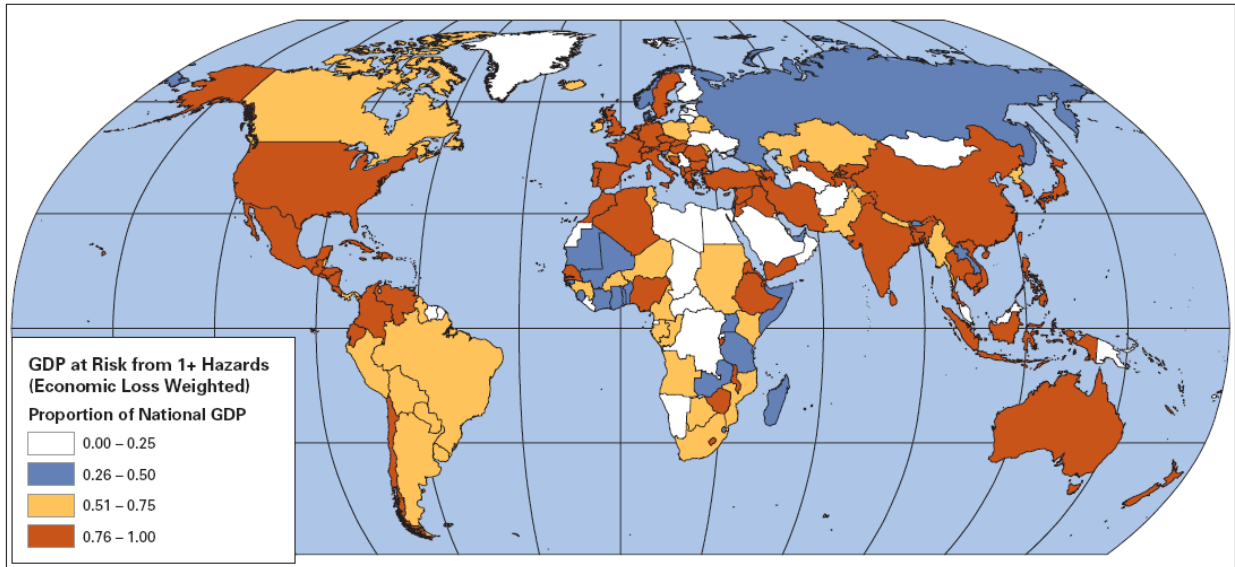 GDP at Risk from 1+ Hazards
(Economic Loss Weighted)
Proportion of National GDP
0.00 – 0.25
0.26 – 0.50
0.51 – 0.75
0.76 – 1.00